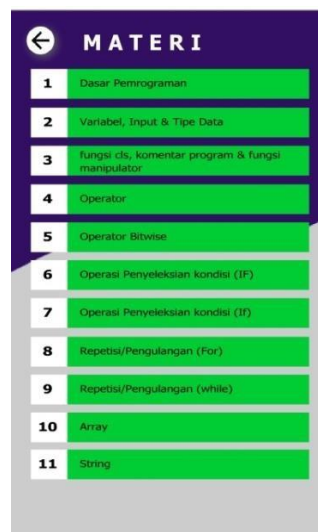 MATERI
1 Dasar Pemrograman
2 Variabel, Input & Tipe Data
3 fungsi cls, komentar program & fungsi
manipulator
4 Operator
5 Operator Bitwise
6 Operasi Penyeleksian kondisi (IF)
7 Operasi Penyeleksian kondisi (If)
8 Repetisi/Pengulangan (For)
9 Repetisi/Pengulangan (while)
10 Array
11 String